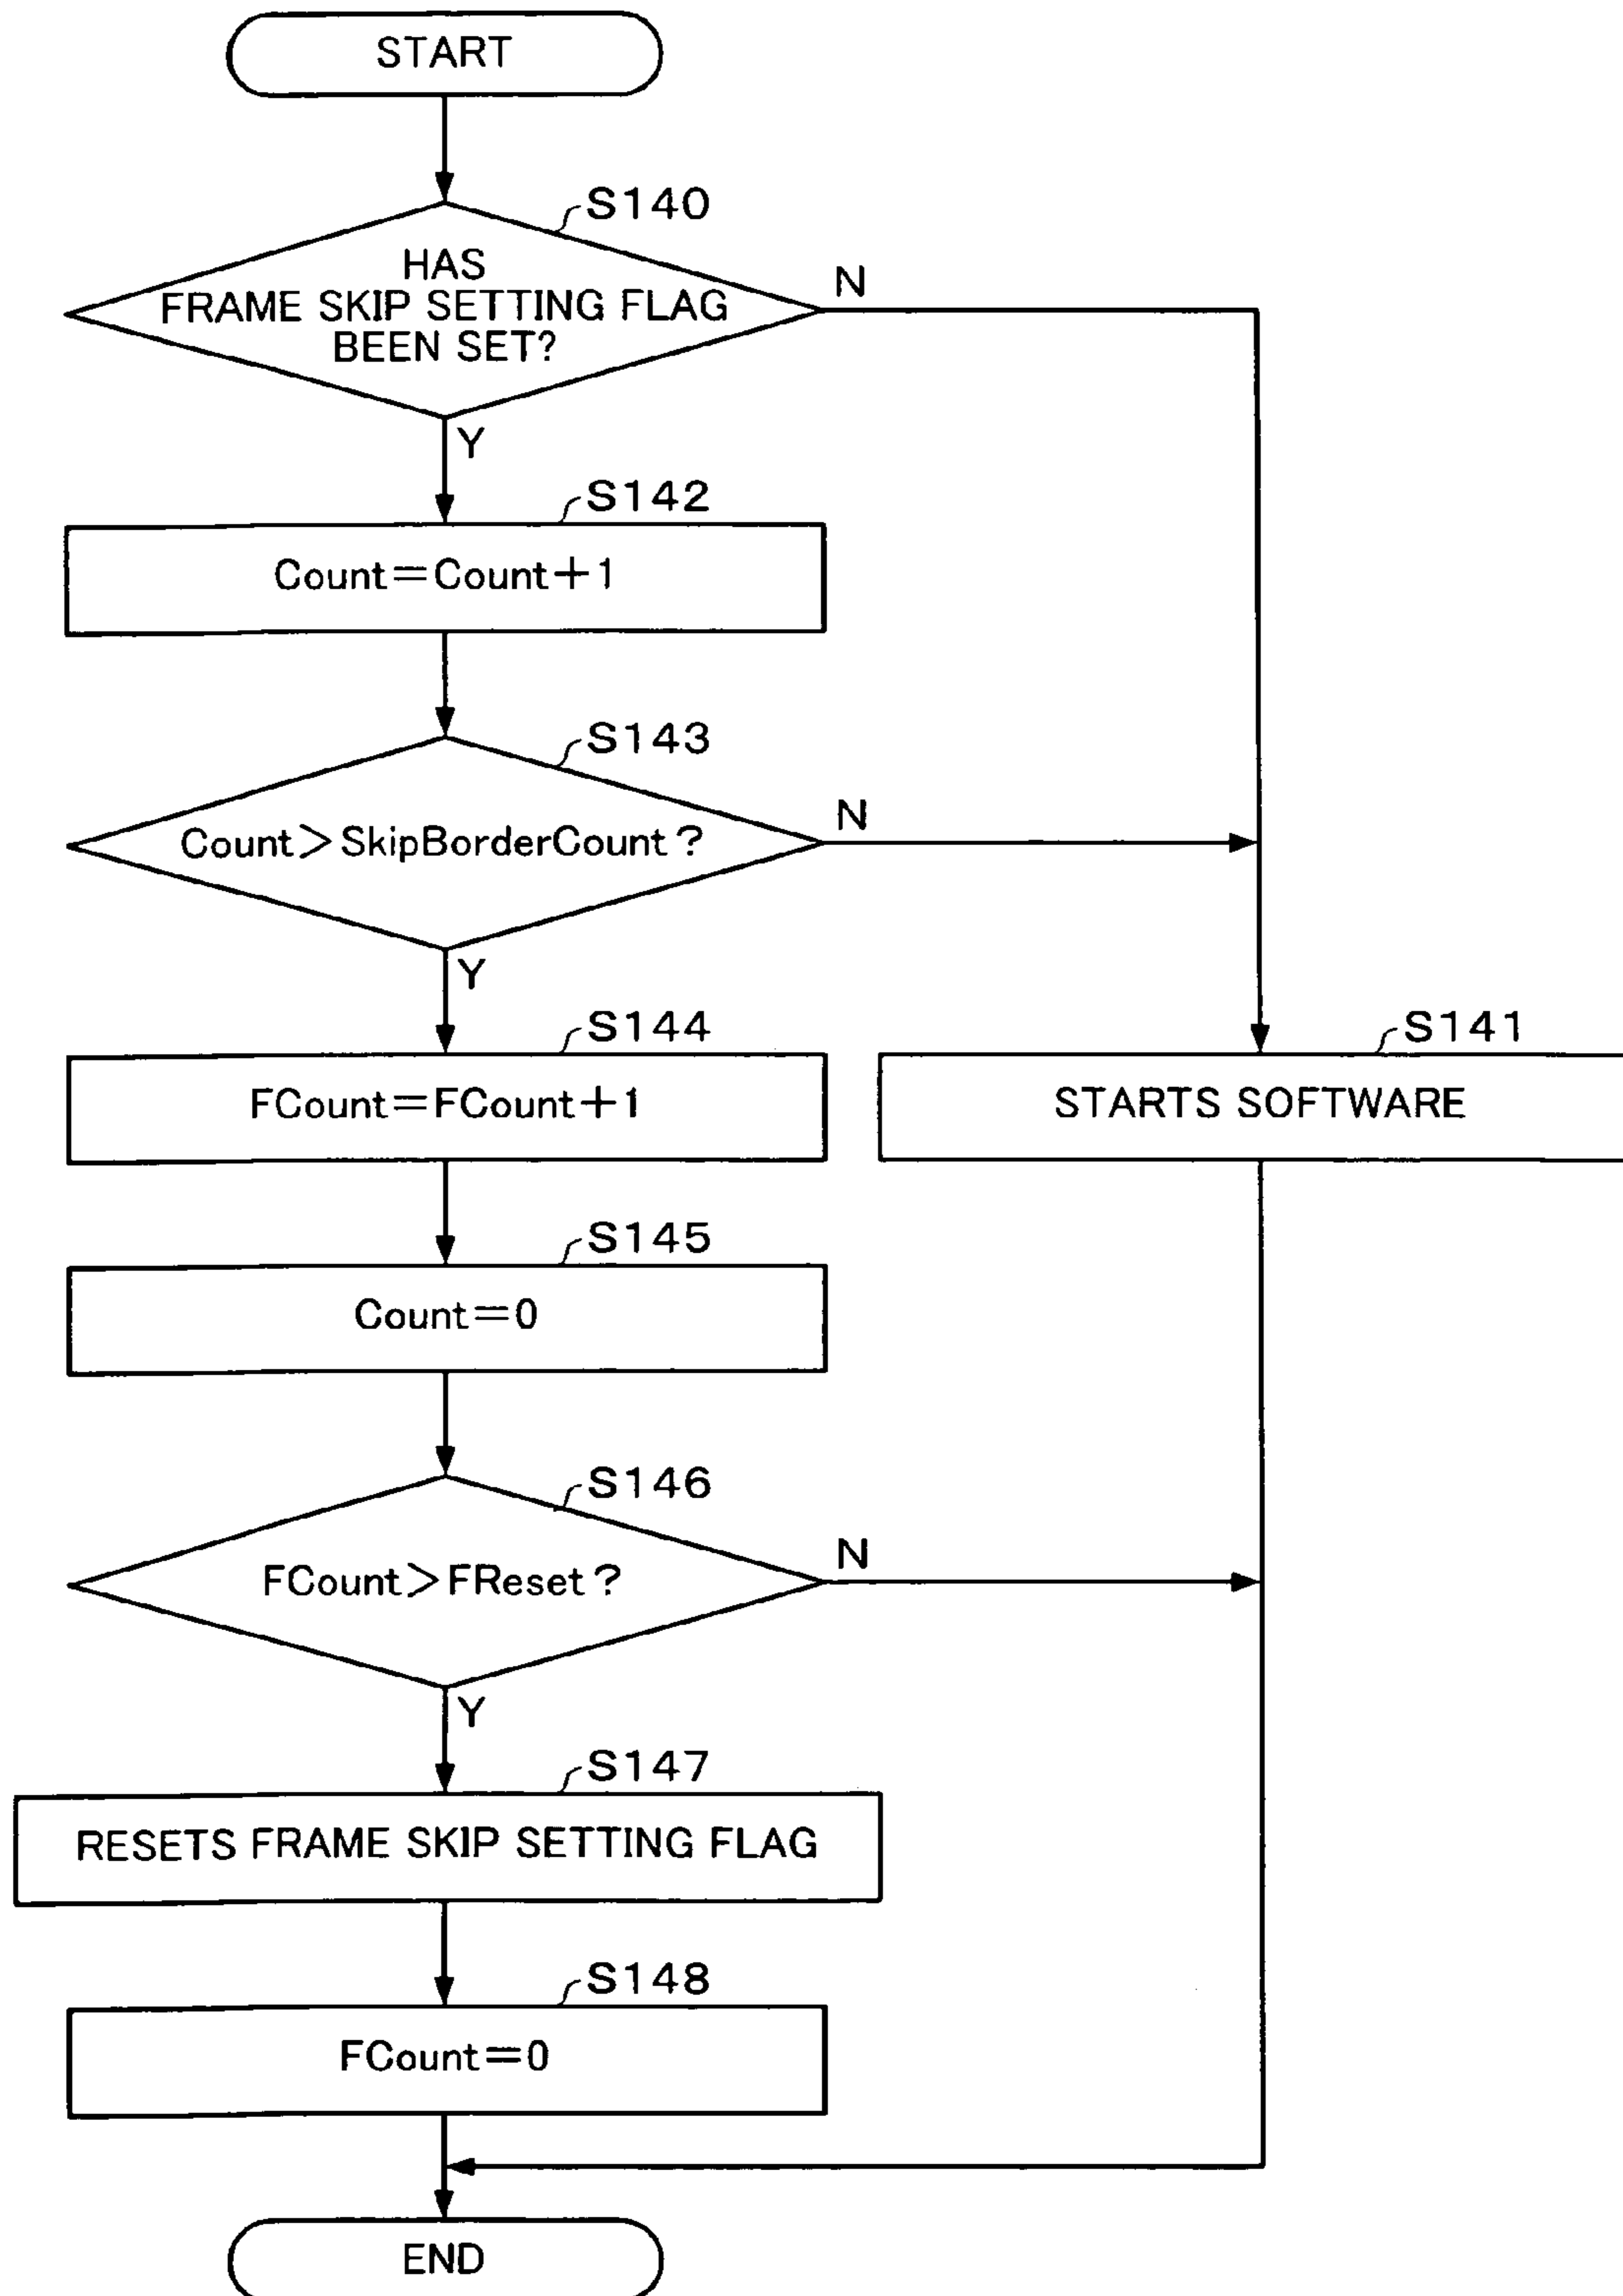 START
S140
HAS
FRAME SKIP SETTING FLAG
BEEN SET?
N
Y
S142
Count=Count+1
S143
Count>SkipBorderCount?
N
Y
S144
FCount=FCount+1
S141
STARTS SOFTWARE
S145
Count=0
S146
FCount>FReset?
N
Y
S147
RESETS FRAME SKIP SETTING FLAG
S148
FCount=0
END